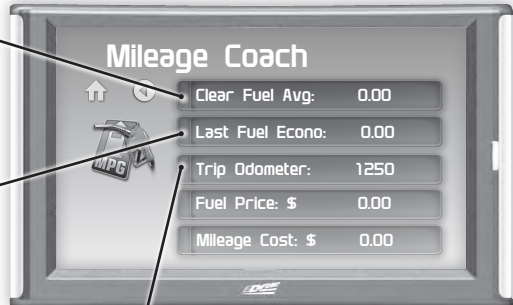 Mileage Coach
Clear Fuel Avg: 0.00
Last Fuel Econo: 0.00
MPG
Trip Odometer: 1250
Fuel Price: $ 0.00
Mileage Cost: $ 0.00
EDGE